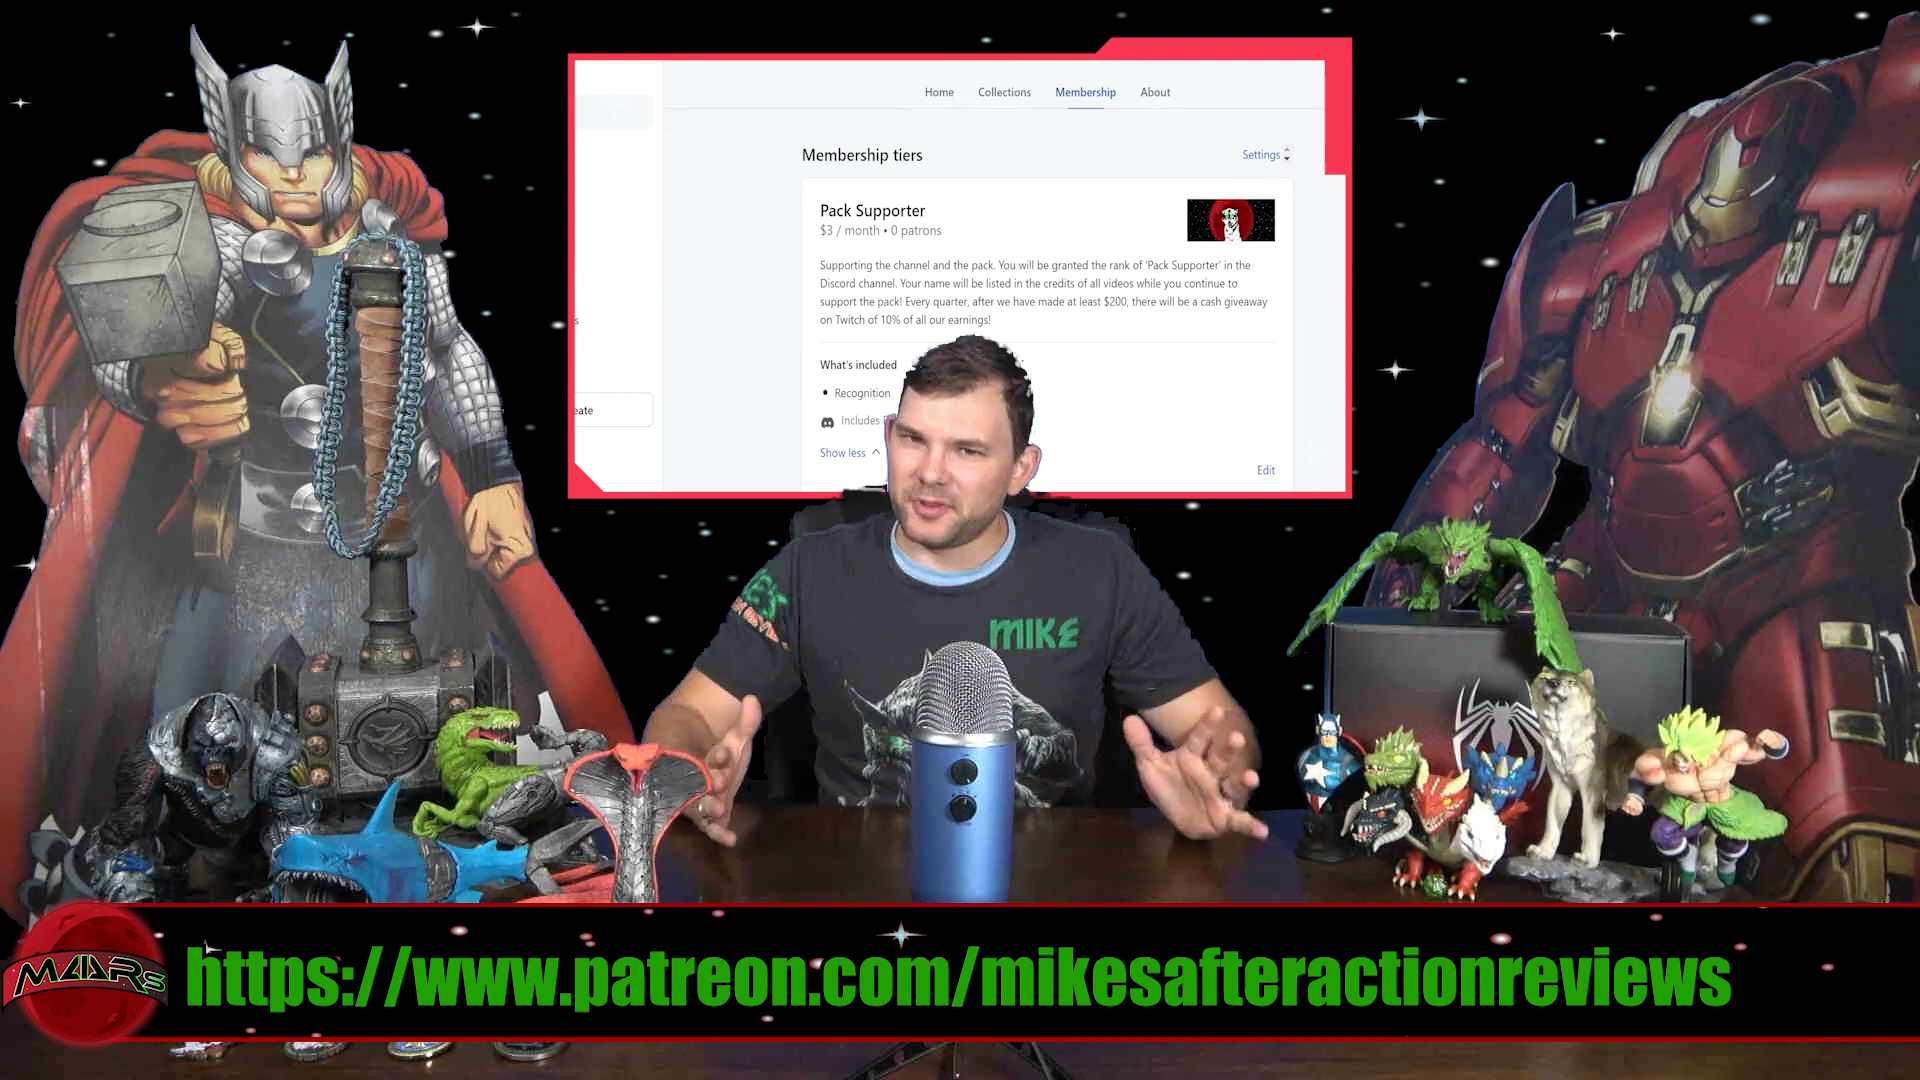 Home Collections Membership About
Membership tiers
Settings
Pack Supporter
$3 / month • 0 patrons
Supporting the channel and the pack. You will be granted the rank of 'Pack Supporter' in the
Discord channel. Your name will be listed in the credits of all videos while you continue to
support the pack! Every quarter, after we have made at least $200, there will be a cash giveaway
on Twitch of 10% of all our earnings!
What's included
• Recognition
Includes
Show less
Edit
MIKE
MAARs
https://www.patreon.com/mikesafteractionreviews